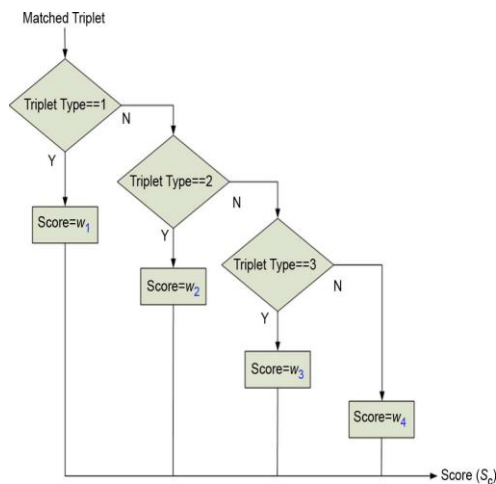 Matched Triplet
Triplet Type==1
N
Y
Triplet Type==2
N
Score=w1
Y
Triplet Type==3
N
Score=w2
Y
Score=w3
Score=w4
Score (Sp)